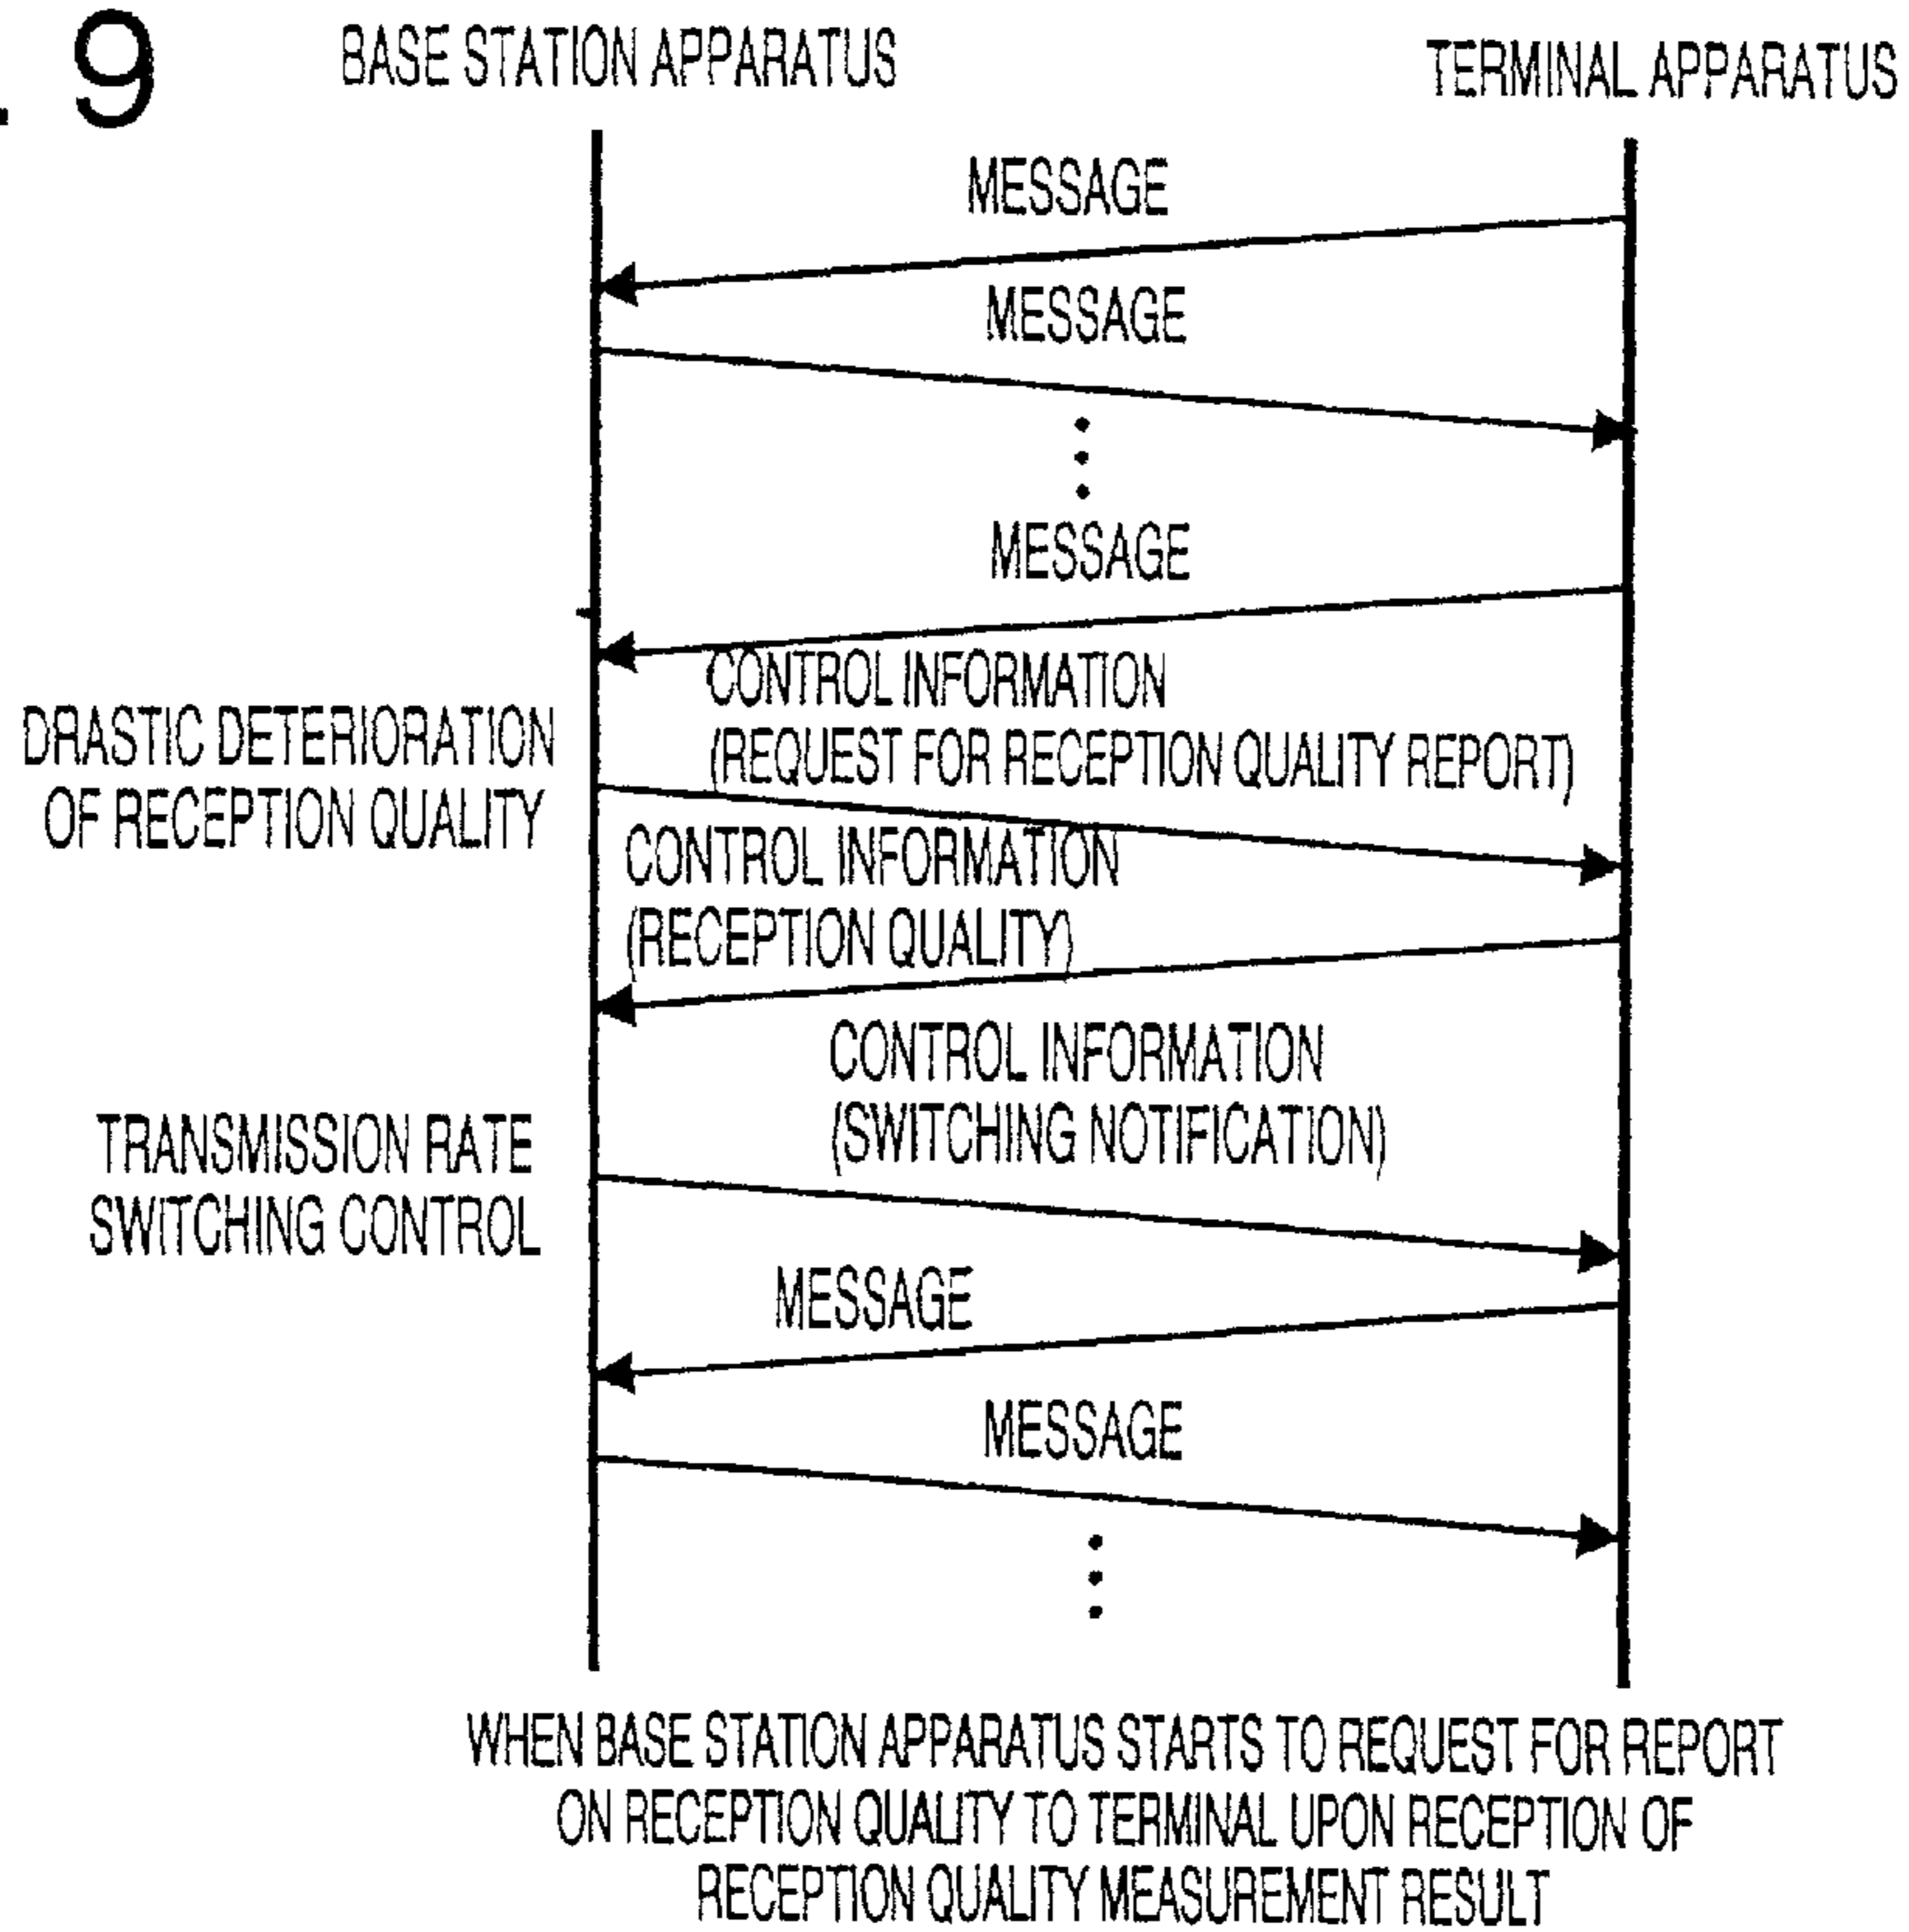 . 9
BASE STATION APPARATUS
TERMINAL APPARATUS
MESSAGE
MESSAGE
MESSAGE
CONTROL INFORMATION
(REQUEST FOR RECEPTION QUALITY REPORT)
DRASTIC DETERIORATION
OF RECEPTION QUALITY
CONTROL INFORMATION
(RECEPTION QUALITY)
CONTROL INFORMATION
(SWITCHING NOTIFICATION)
TRANSMISSION RATE
SWITCHING CONTROL
MESSAGE
MESSAGE
WHEN BASE STATION APPARATUS STARTS TO REQUEST FOR REPORT
ON RECEPTION QUALITY TO TERMINAL UPON RECEPTION OF
RECEPTION QUALITY MEASUREMENT RESULT